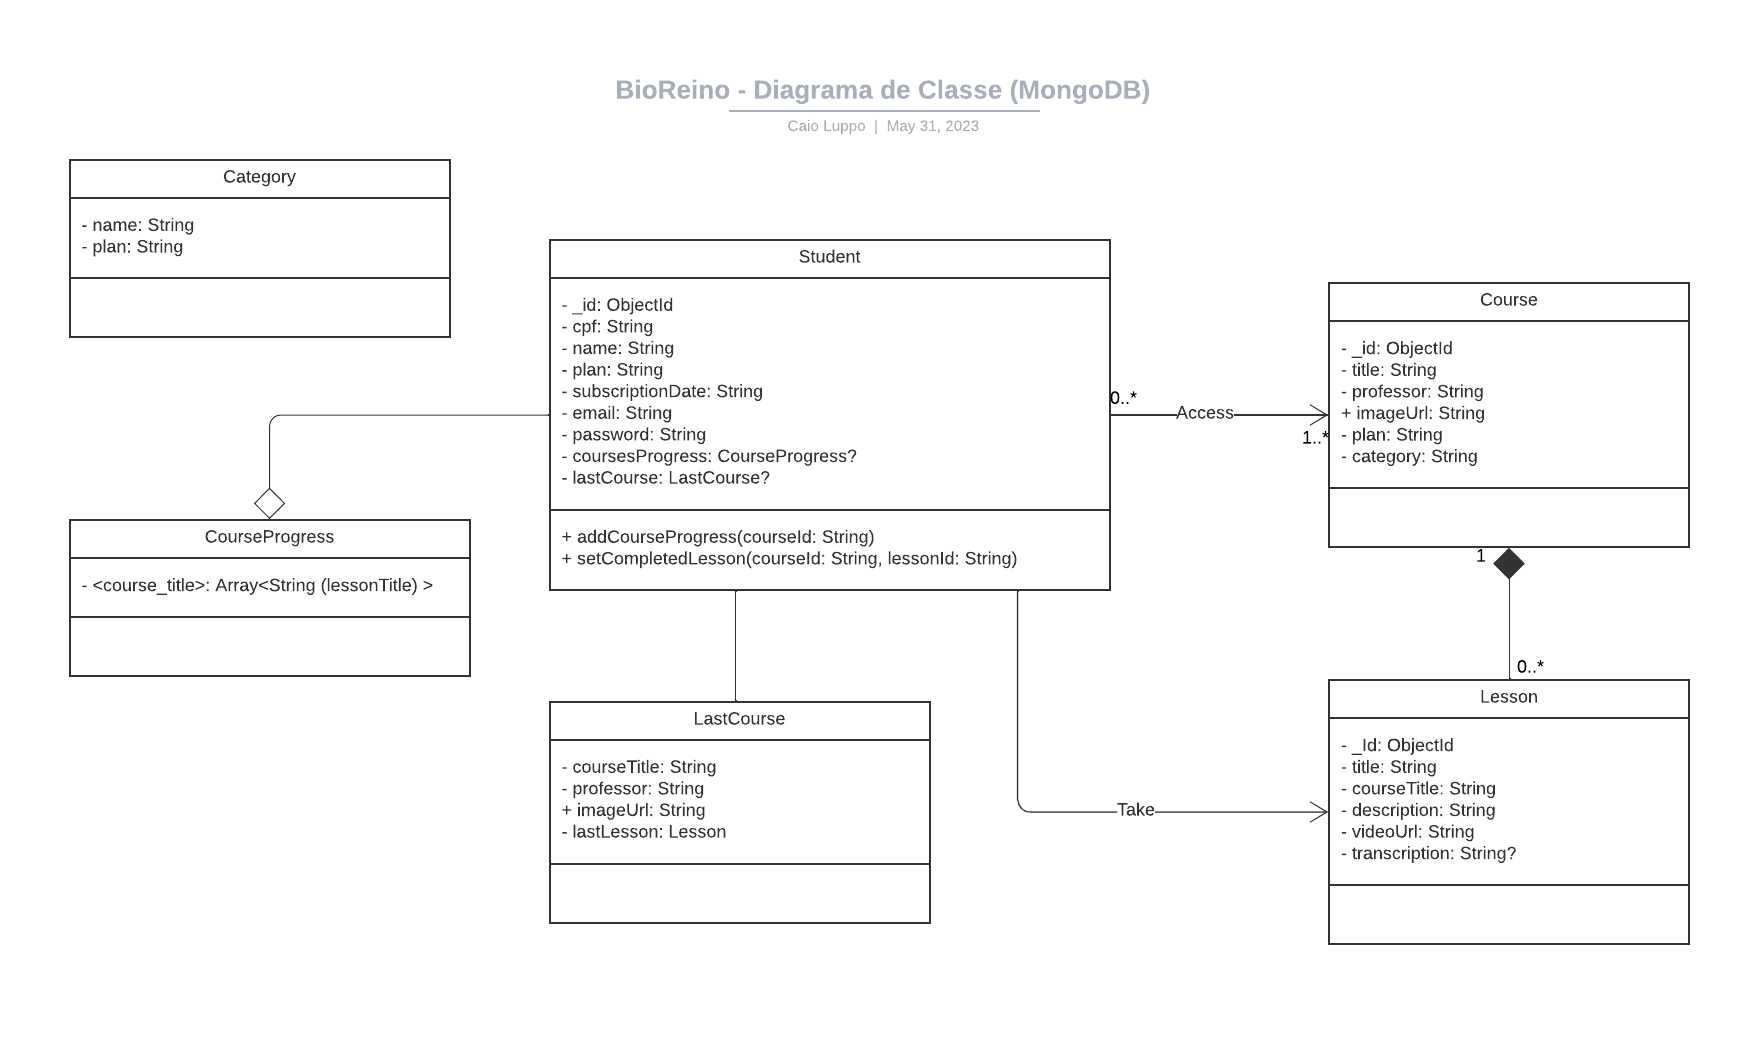 BioReino - Diagrama de Classe (MongoDB)
Caio Luppo | May 31, 2023
Category
- name: String
- plan: String
Student
- _id: ObjectId
- cpf: String
- name: String
- plan: String
- subscriptionDate: String
- email: String
- password: String
- coursesProgress: CourseProgress?
- lastCourse: LastCourse?
+ addCourseProgress(courseId: String)
+ setCompletedLesson(courseId: String, lessonId: String)
0..*
Access
1..*
Course
- _id: ObjectId
- title: String
- professor: String
+ imageUrl: String
- plan: String
- category: String
CourseProgress
- <course_title>: Array<String (lessonTitle) >
1
0..*
LastCourse
- courseTitle: String
- professor: String
+ imageUrl: String
- lastLesson: Lesson
Take
Lesson
- _Id: ObjectId
- title: String
- courseTitle: String
- description: String
- videoUrl: String
- transcription: String?